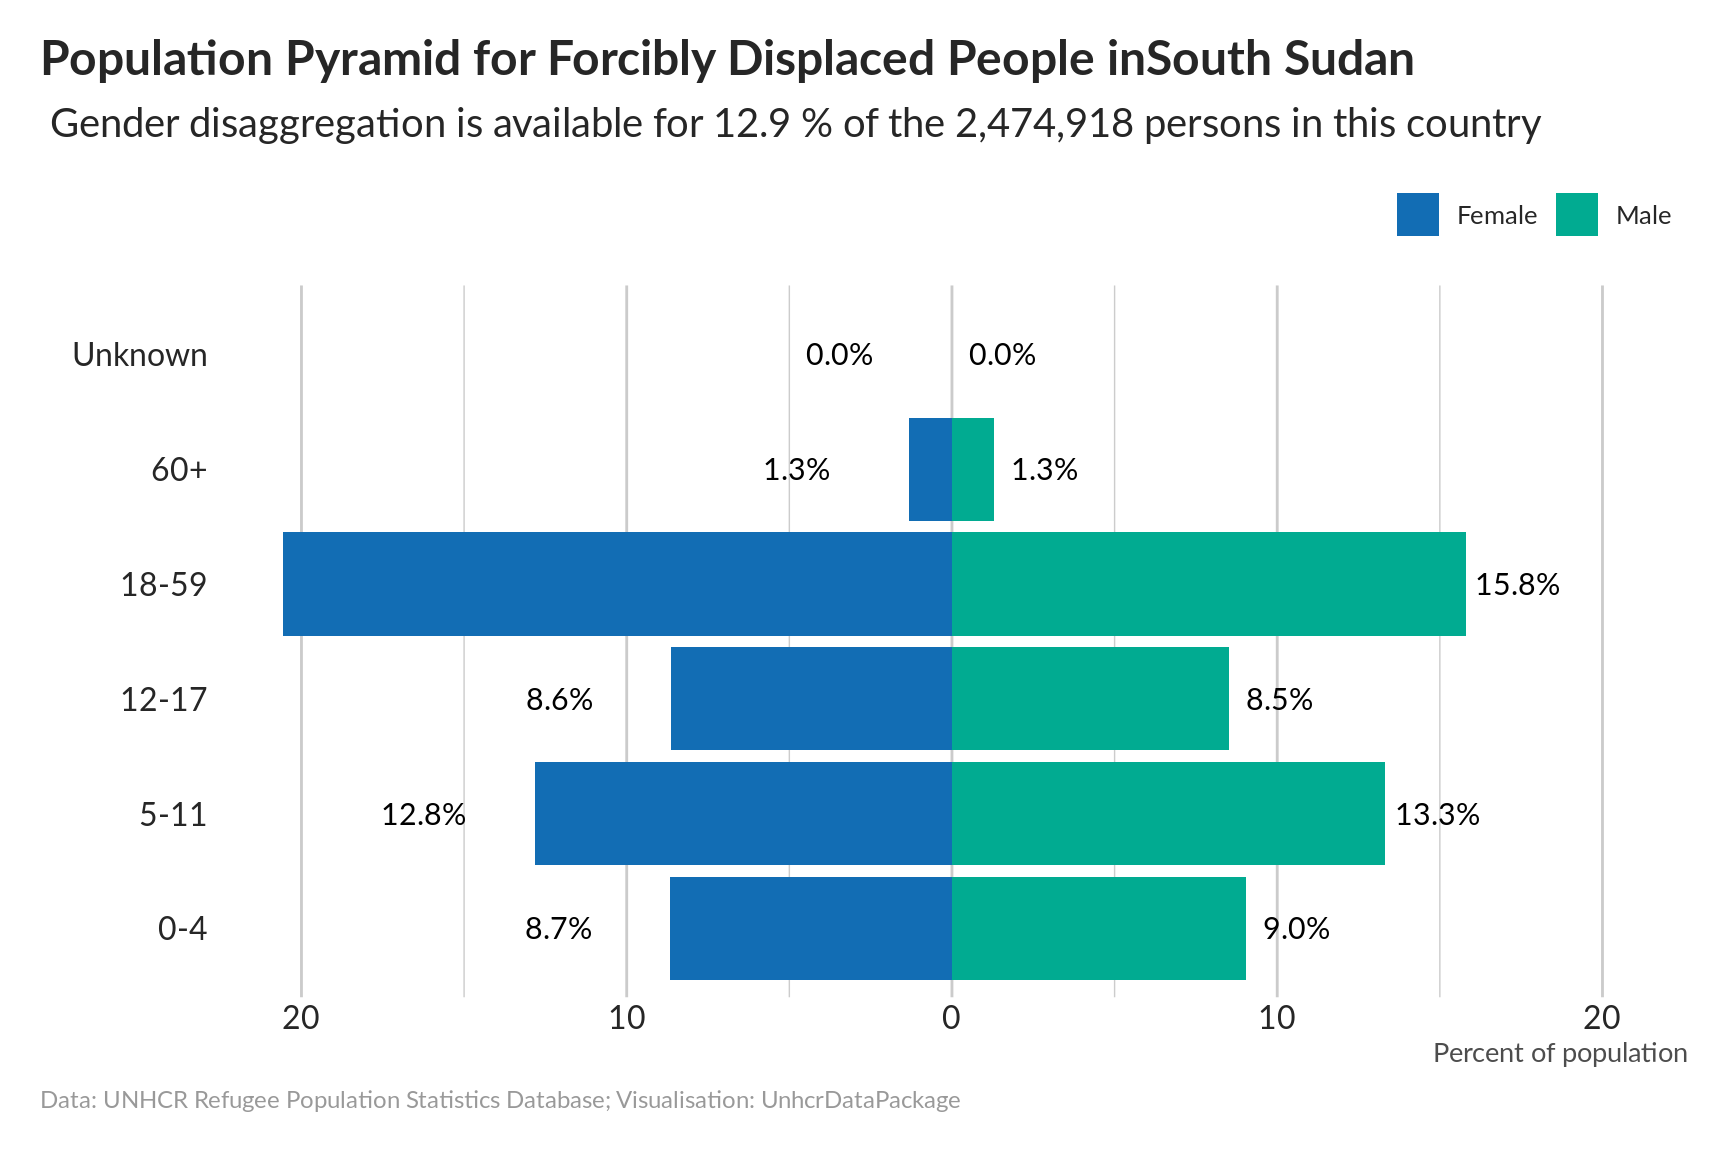 Population Pyramid for Forcibly Displaced People inSouth Sudan
Gender disaggregation is available for 12.9 % of the 2,474,918 persons in this country
Female Male
Unknown 0.0% 0.0%
60+ 1.3% 1.3%
18-59 15.8%
12-17 8.6% 8.5%
5-11 12.8% 13.3%
0-4 8.7% 9.0%
20 10 0 10 20
Percent of population
Data: UNHCR Refugee Population Statistics Database; Visualisation: UnhcrDataPackage